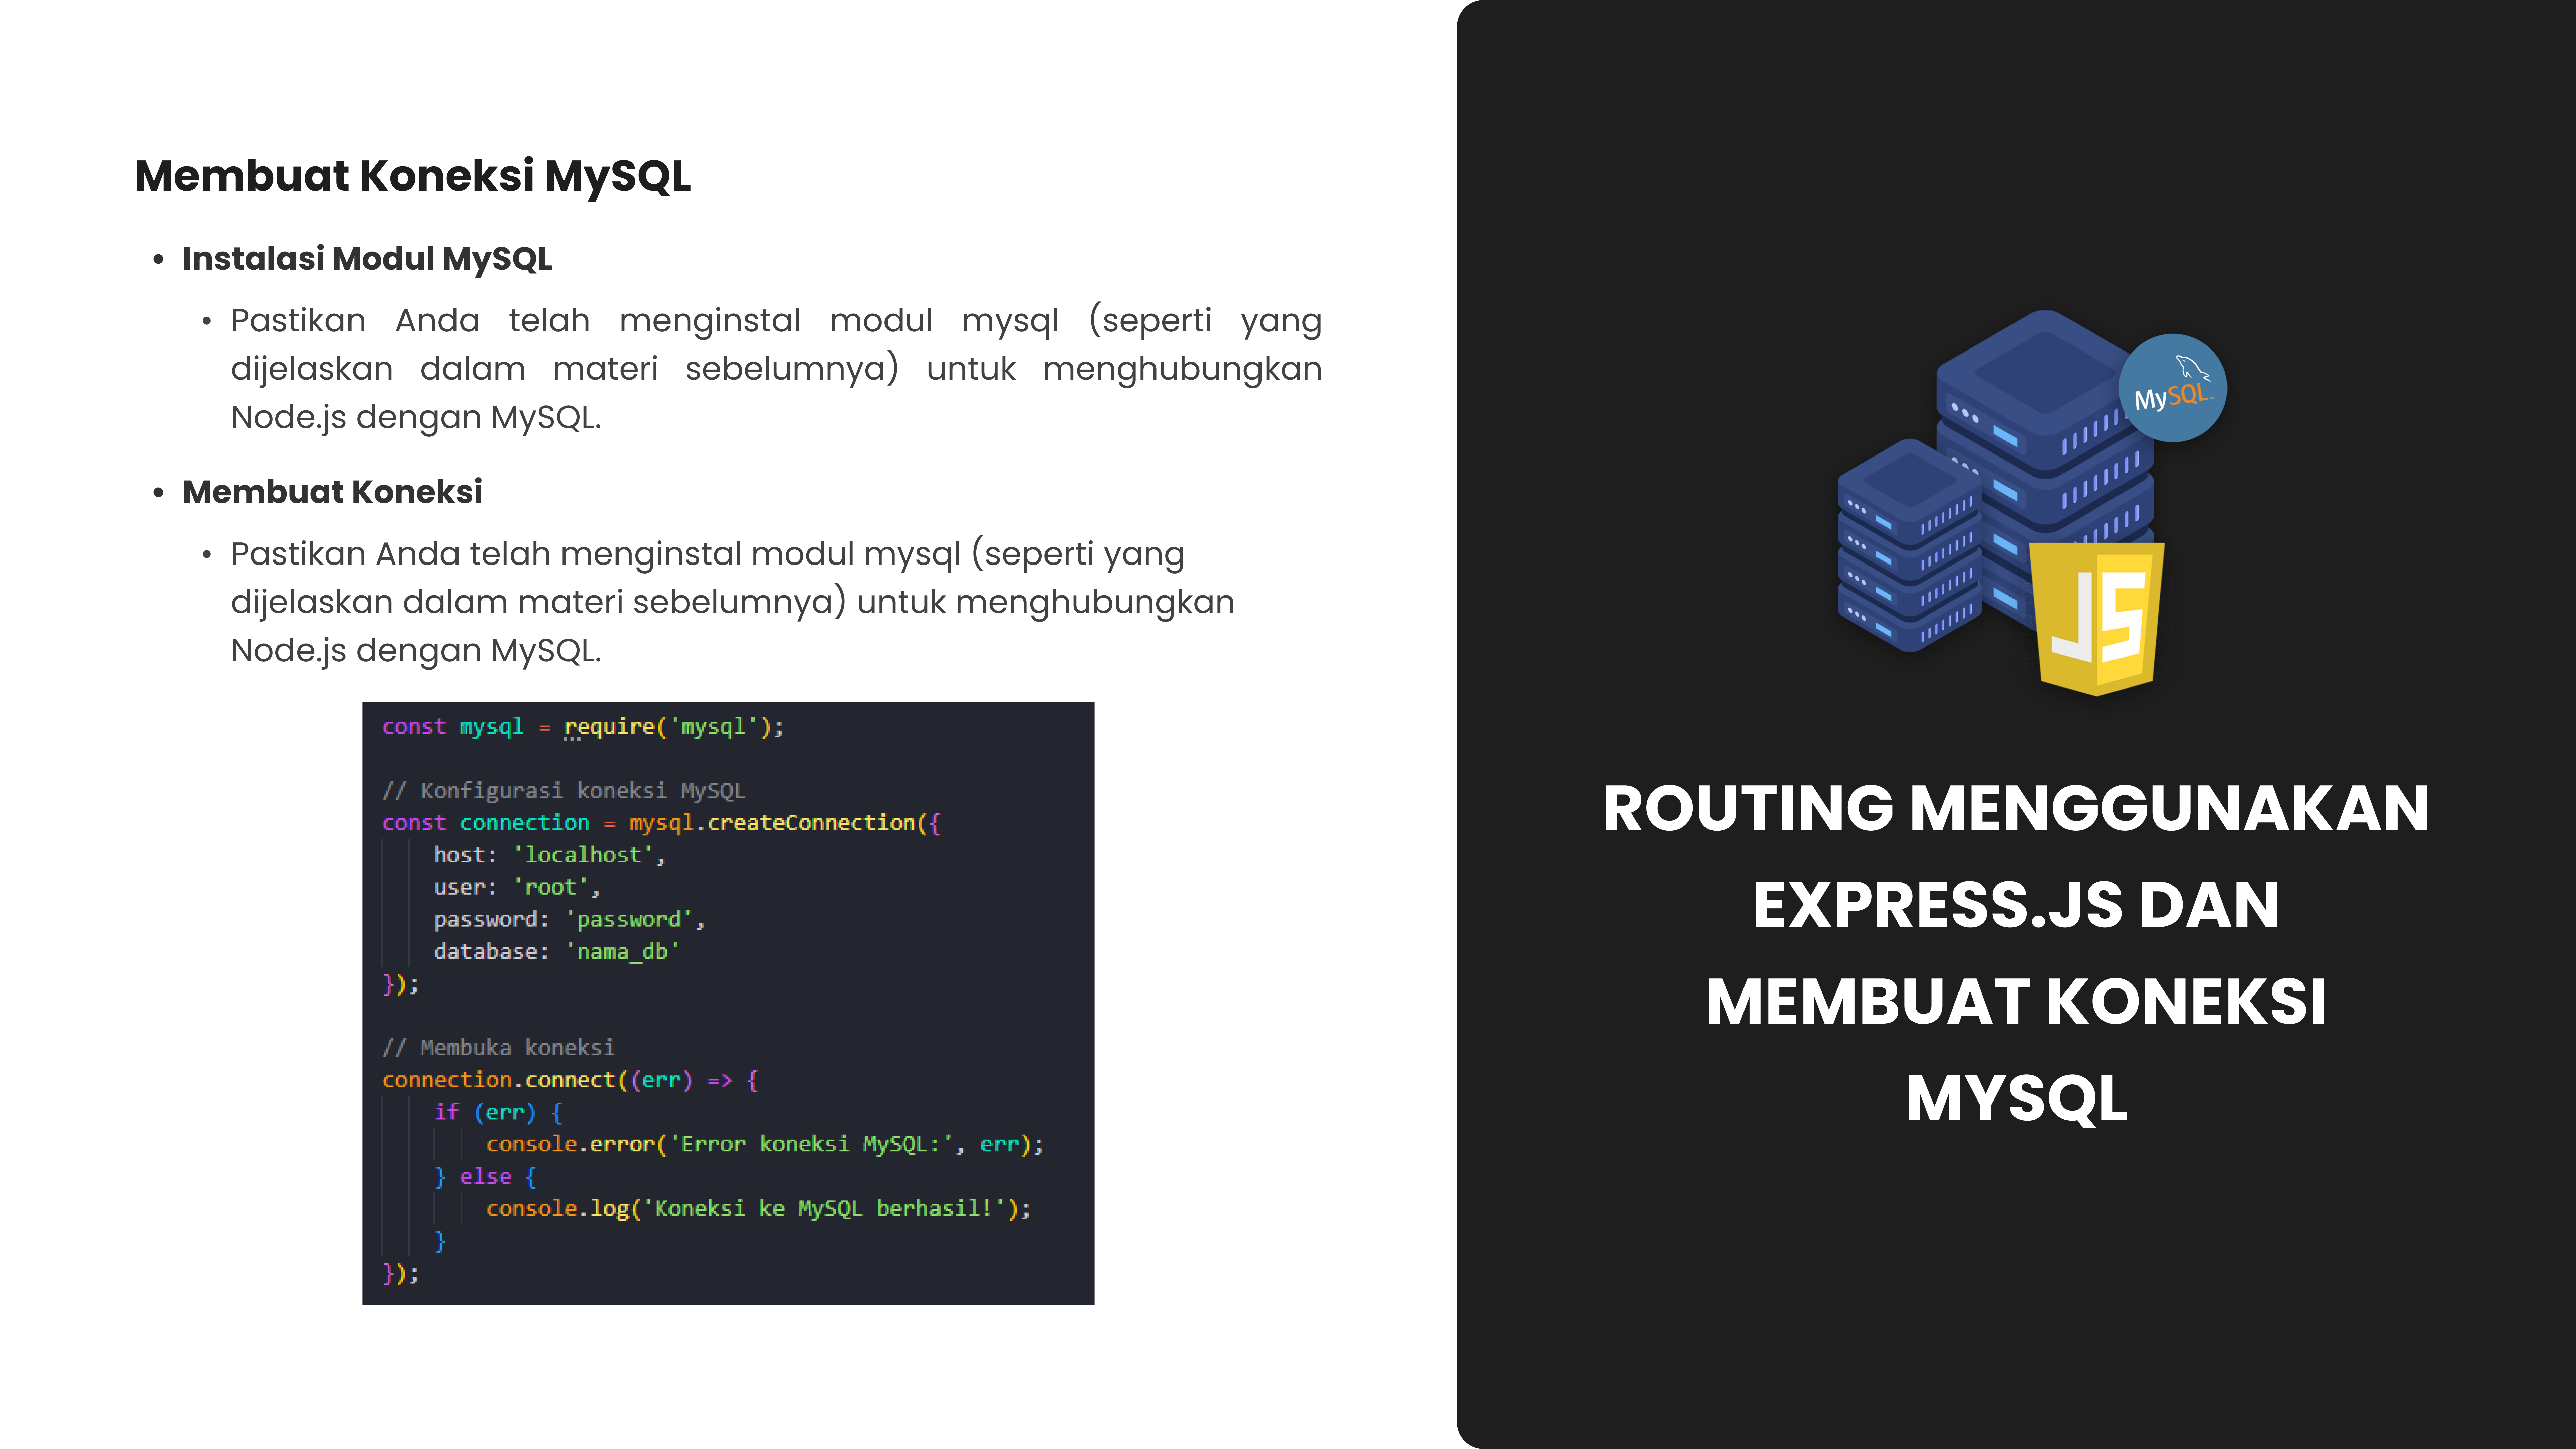 Membuat Koneksi MySQL
• Instalasi Modul MySQL
• Pastikan Anda telah menginstal modul mysql (seperti yang
dijelaskan dalam materi sebelumnya) untuk menghubungkan
Node.js dengan MySQL.
• Membuat Koneksi
• Pastikan Anda telah menginstal modul mysql (seperti yang
dijelaskan dalam materi sebelumnya) untuk menghubungkan
Node.js dengan MySQL.
const mysql = require('mysql');
// Konfigurasi koneksi MySQL
const connection = mysql.createConnection({
    host: 'localhost',
    user: 'root',
    password: 'password',
    database: 'nama_db'
});
// Membuka koneksi
connection.connect((err) => {
    if (err) {
        console.error('Error koneksi MySQL:', err);
    } else {
        console.log('Koneksi ke MySQL berhasil!');
    }
});
MySQL
JS
ROUTING MENGGUNAKAN
EXPRESS.JS DAN
MEMBUAT KONEKSI
MYSQL